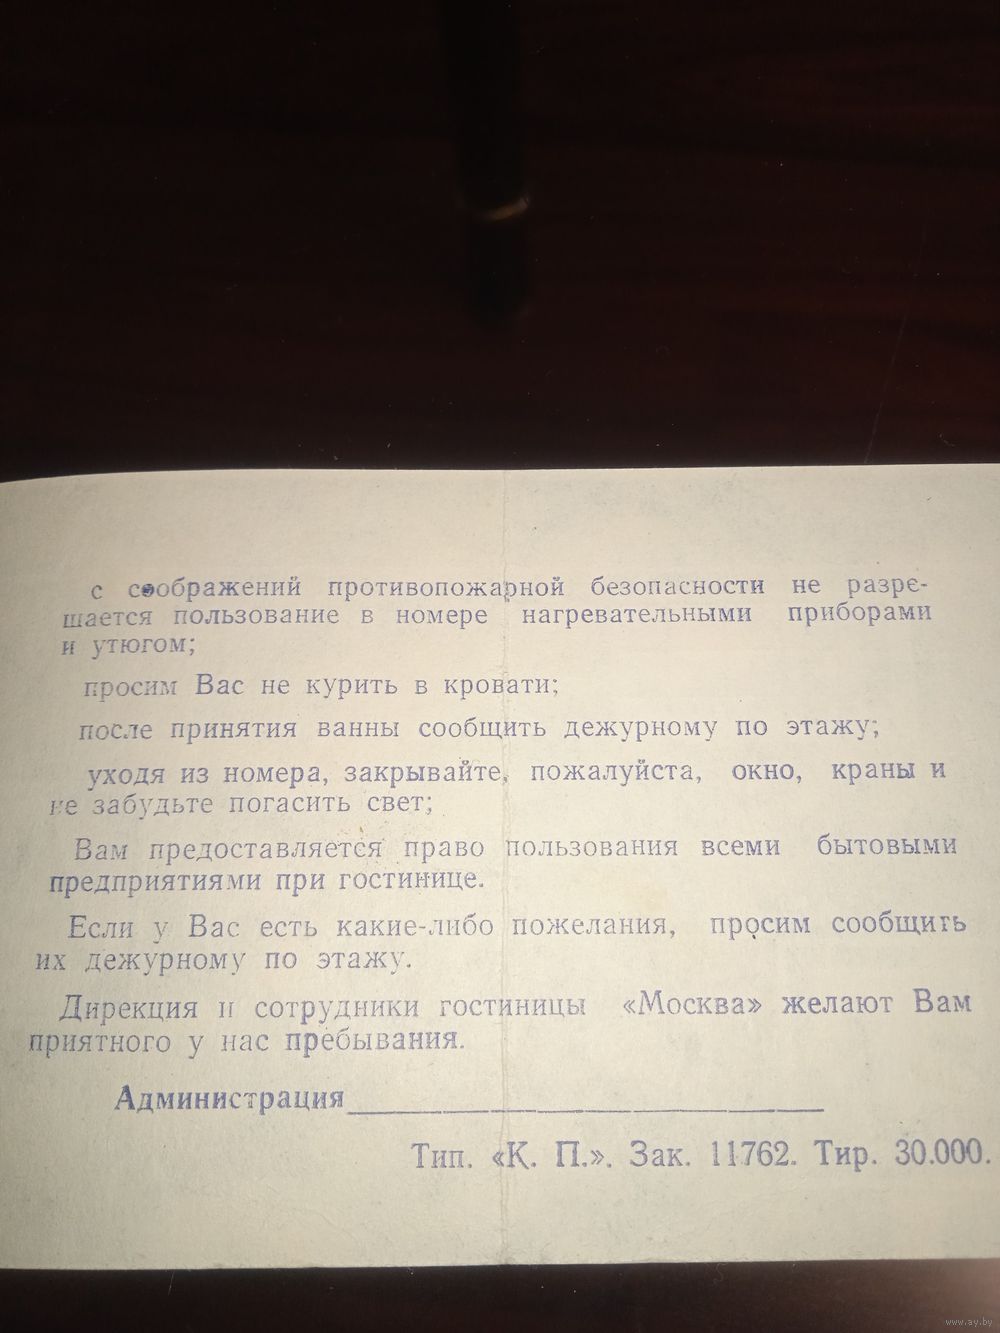 с соображений противопожарной безопасности не разре-
шается пользование в номере нагревательными приборами
и утюгом;
просим Вас не курить в кровати;
после принятия ванны сообщить дежурному по этажу;
уходя из номера, закрывайте, пожалуйста, окно, краны и
не забудьте погасить свет;
Вам предоставляется право пользования всеми бытовыми
предприятиями при гостинице.
Если у Вас есть какие-либо пожелания, просим сообщить
их дежурному по этажу.
Дирекция и сотрудники гостиницы «Москва» желают Вам
приятного у нас пребывания.
Администрация
Тип. «К. П.». Зак. 11762. Тир. 30.000.
www.ay.by